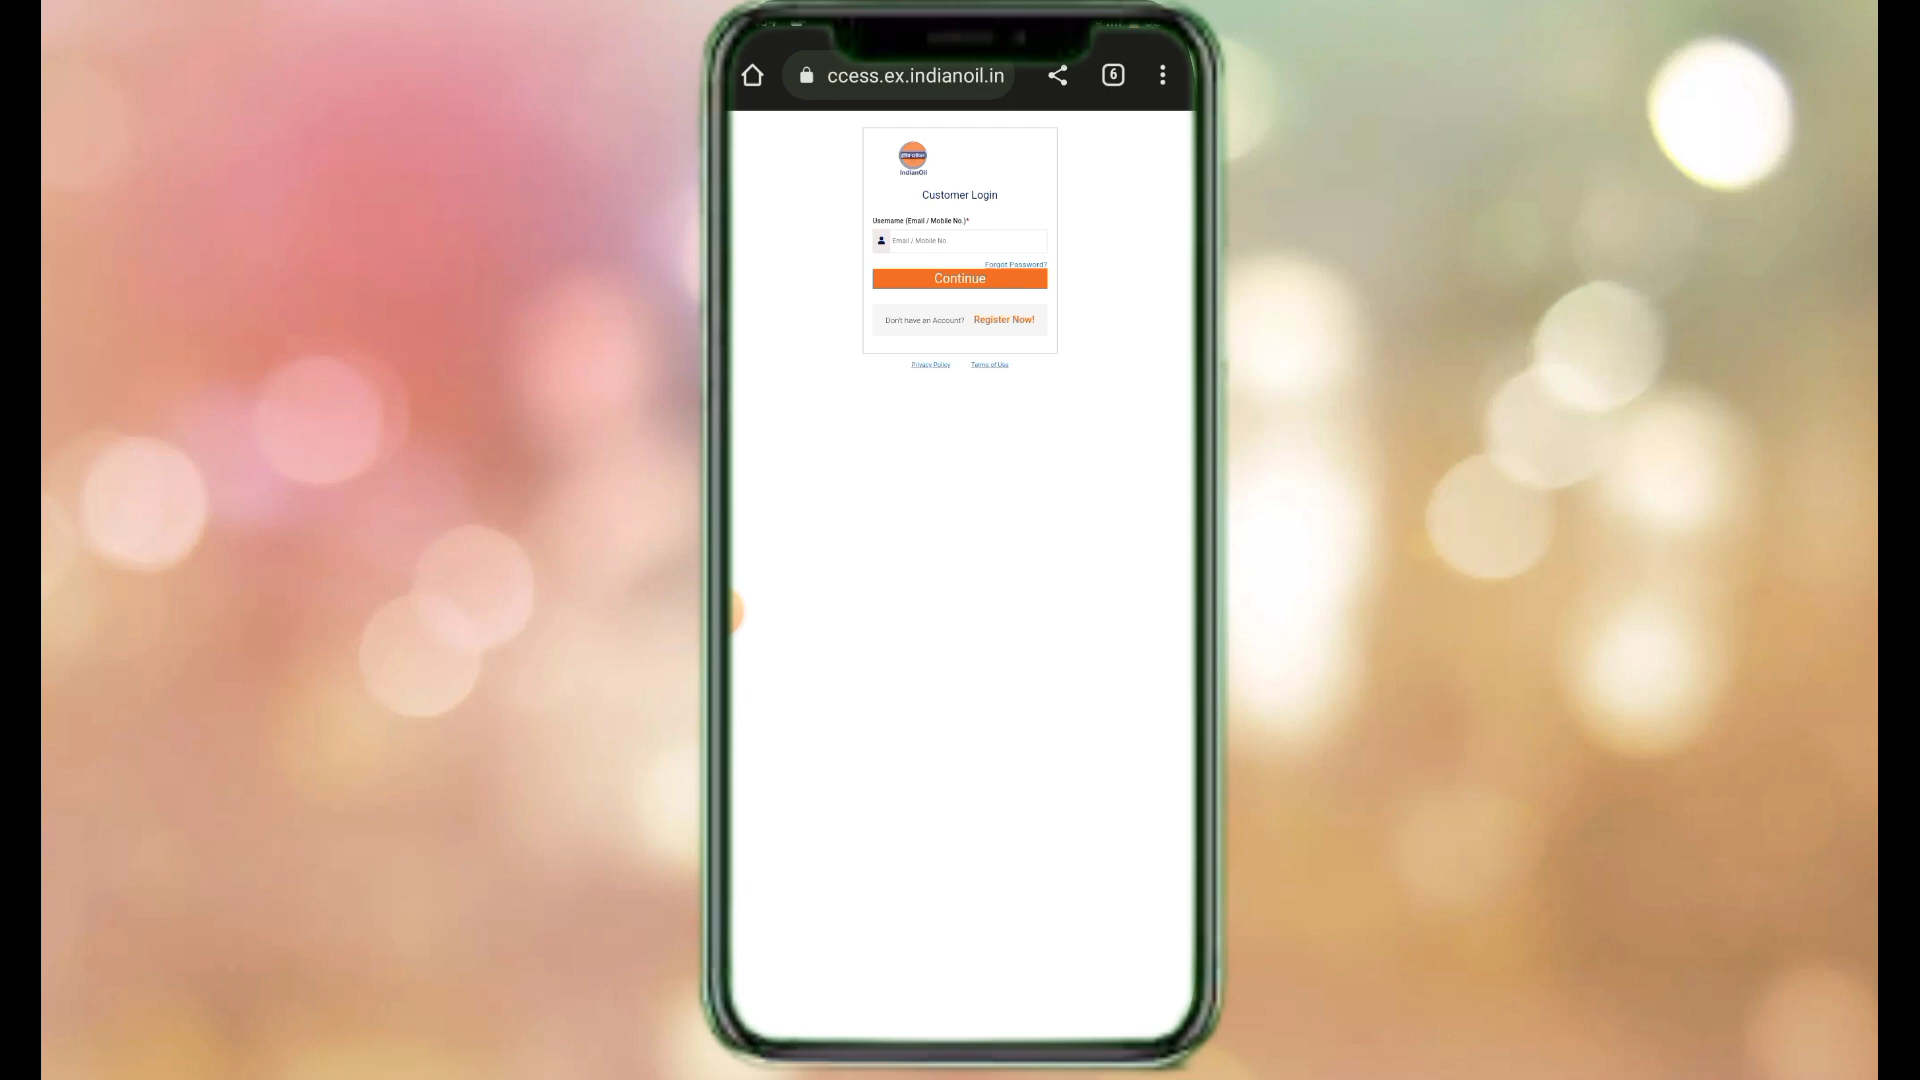 ccess.ex.indianoil.in
6
IndianOil
Customer Login
Username (Email / Mobile No.)*
Email / Mobile No.
Forgot Password?
Continue
Don't have an Account? Register Now!
Privacy Policy Terms of Use